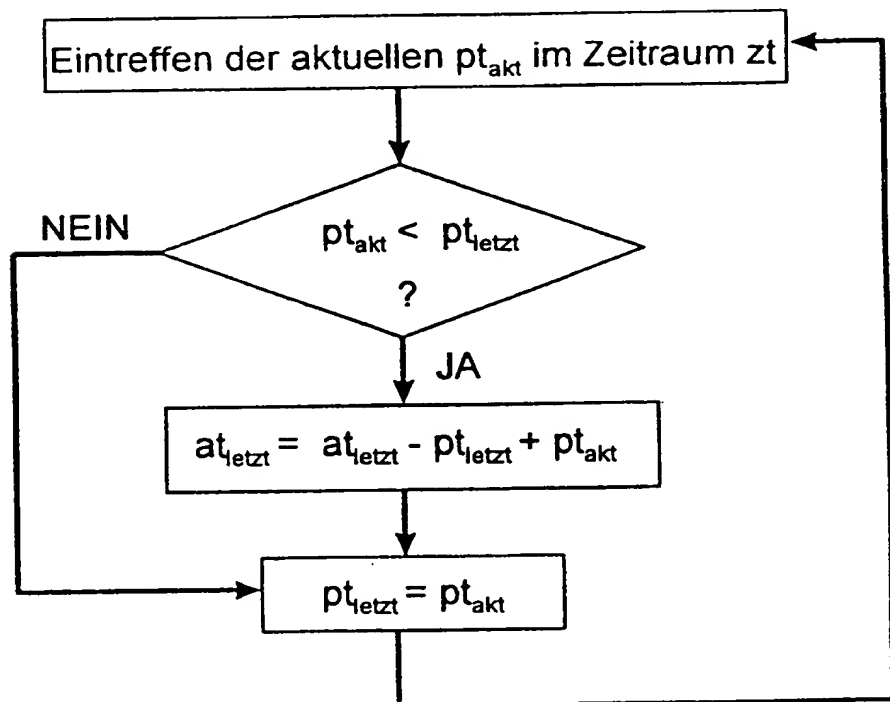 Eintreffen der aktuellen pt_akt im Zeitraum zt
NEIN
pt_akt < pt_letzt
?
JA
at_letzt = at_letzt - pt_letzt + pt_akt
pt_letzt = pt_akt